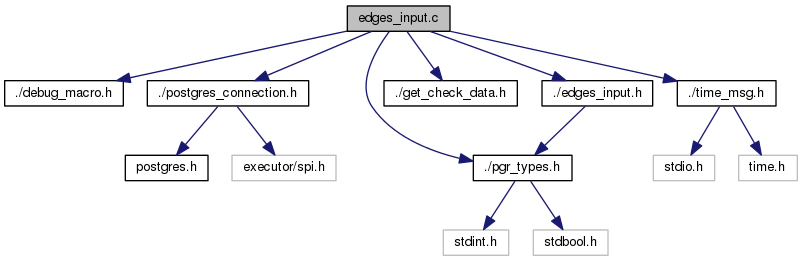 edges_input.c
./debug_macro.h
./postgres_connection.h
./get_check_data.h
./edges_input.h
./time_msg.h
postgres.h
executor/spi.h
./pgr_types.h
stdio.h
time.h
stdint.h
stdbool.h